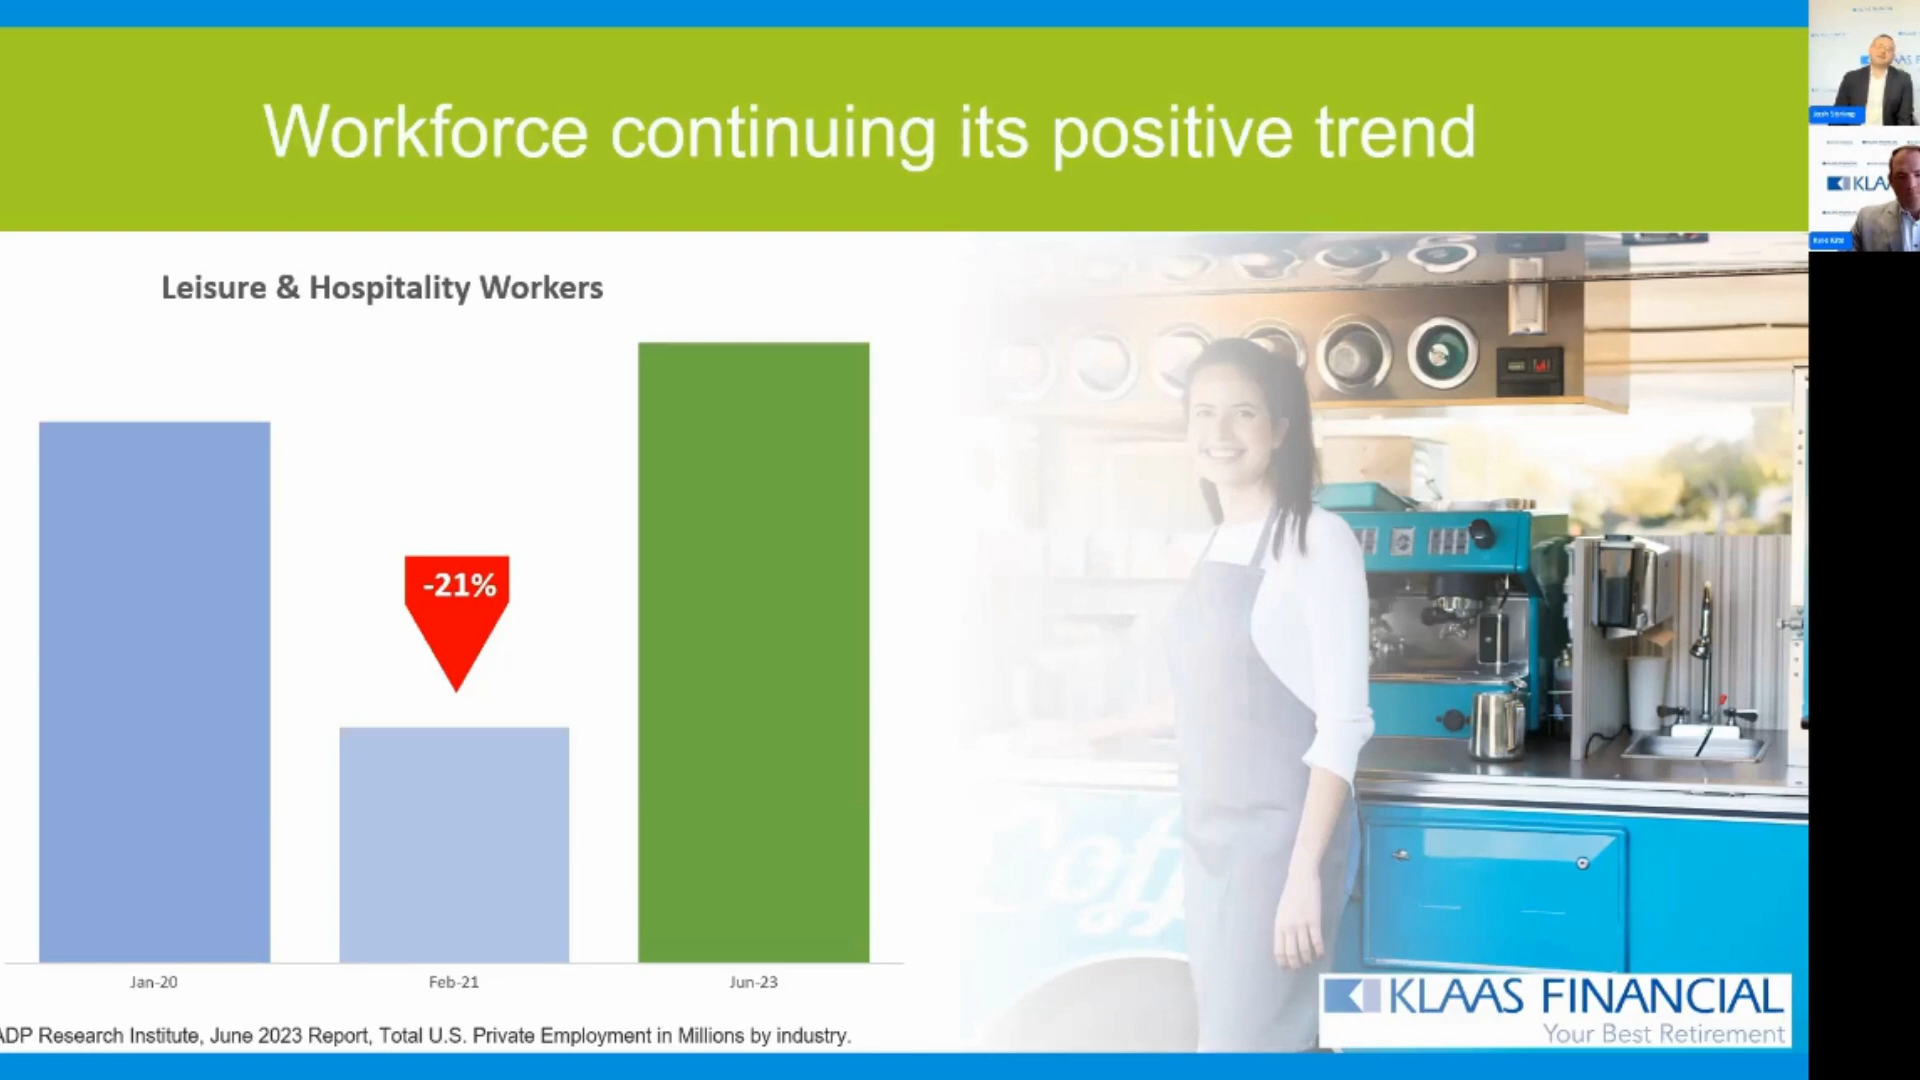 Workforce continuing its positive trend
Leisure & Hospitality Workers
-21%
Jan-20
Feb-21
Jun-23
ADP Research Institute, June 2023 Report, Total U.S. Private Employment in Millions by industry.
KLAAS FINANCIAL
Your Best Retirement
KLA